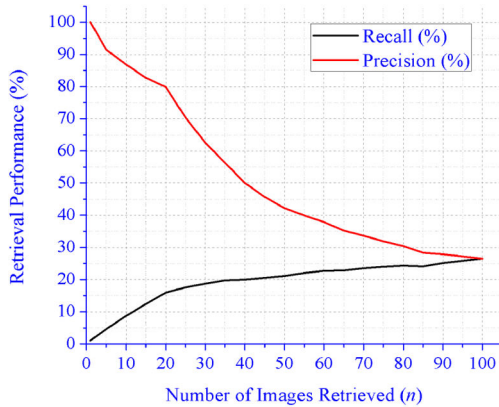 Recall (%)
Precision (%)
Retrieval Performance (%)
100
90
80
70
60
50
40
30
20
10
0
0 10 20 30 40 50 60 70 80 90 100
Number of Images Retrieved (n)